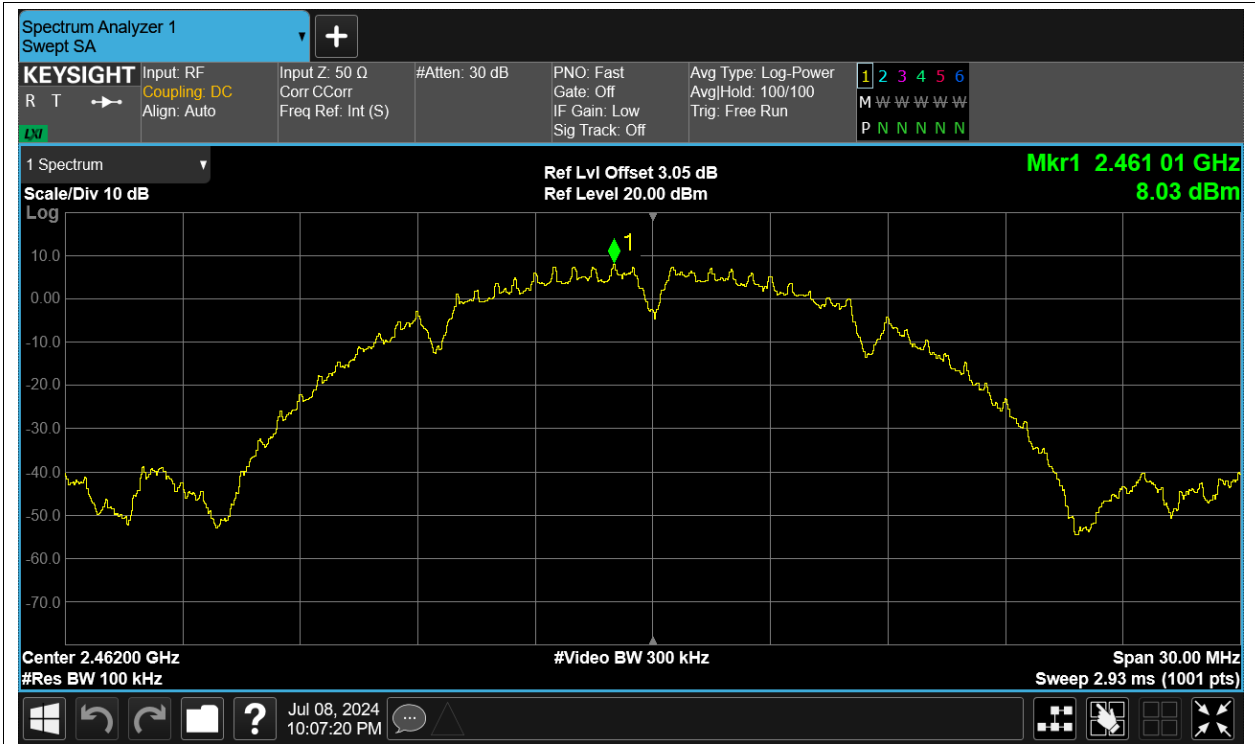 Spectrum Analyzer 1
Swept SA
KEYSIGHT
R T
LXI
Input: RF
Coupling: DC
Align: Auto
Input Z: 50 Ω
Corr CCorr
Freq Ref: Int (S)
#Atten: 30 dB
PNO: Fast
Gate: Off
IF Gain: Low
Sig Track: Off
Avg Type: Log-Power
Avg|Hold: 100/100
Trig: Free Run
1 2 3 4 5 6
M W W W W W
P N N N N N
1 Spectrum
Scale/Div 10 dB
Log
Ref Lvl Offset 3.05 dB
Ref Level 20.00 dBm
Mkr1 2.461 01 GHz
8.03 dBm
1
10.0
0.00
-10.0
-20.0
-30.0
-40.0
-50.0
-60.0
-70.0
Center 2.46200 GHz
#Res BW 100 kHz
#Video BW 300 kHz
Span 30.00 MHz
Sweep 2.93 ms (1001 pts)
?
Jul 08, 2024
10:07:20 PM